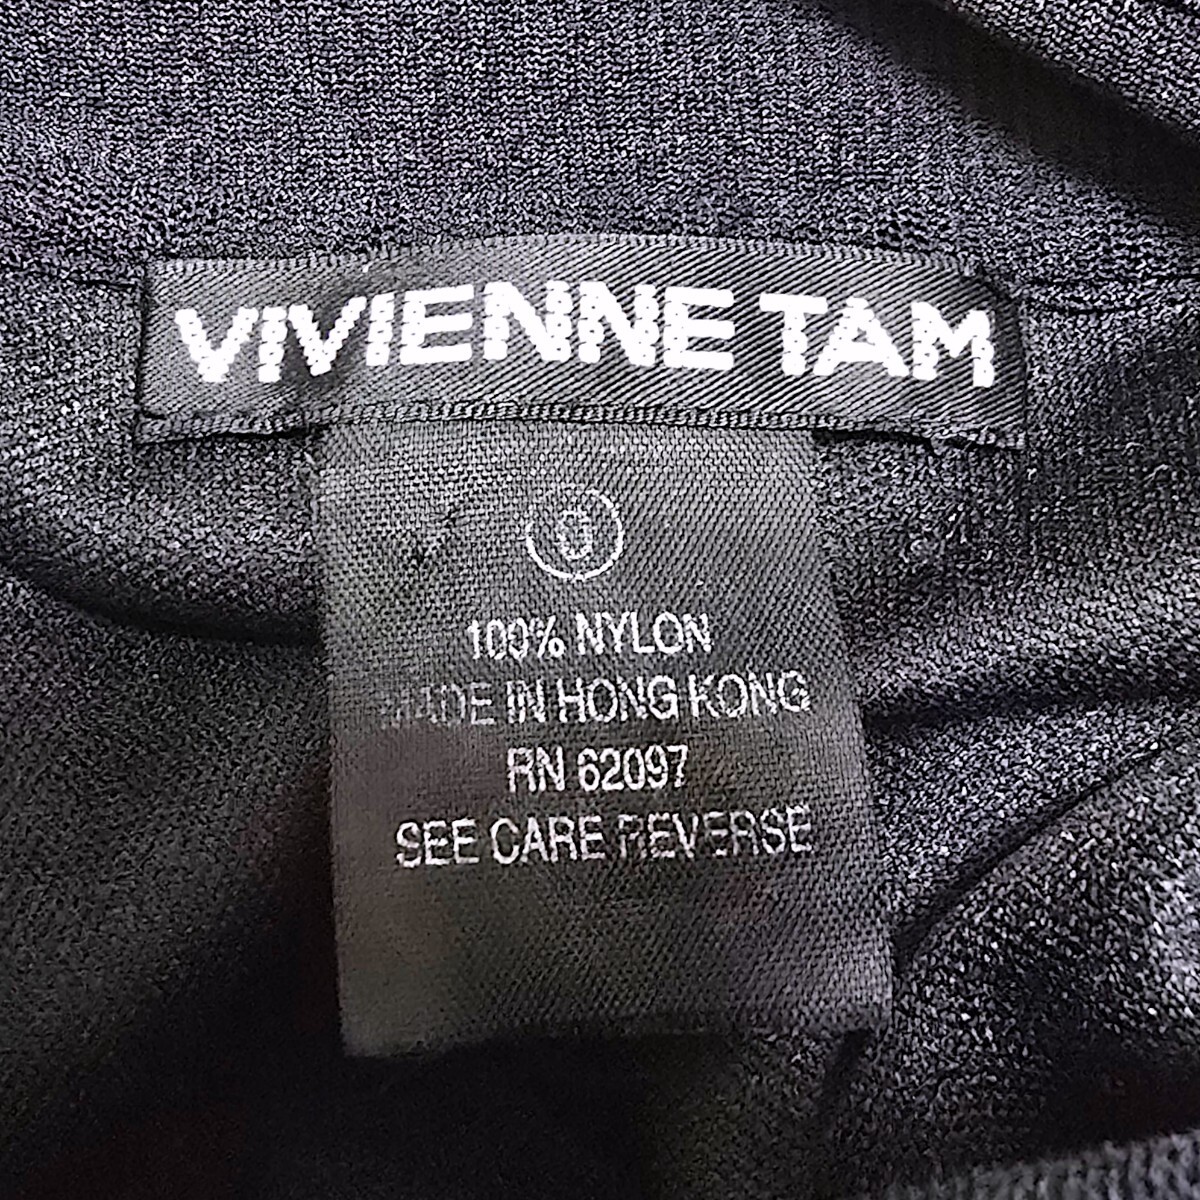 VIVIENNE TAM
0
100% NYLON
MADE IN HONG KONG
RN 62097
SEE CARE REVERSE